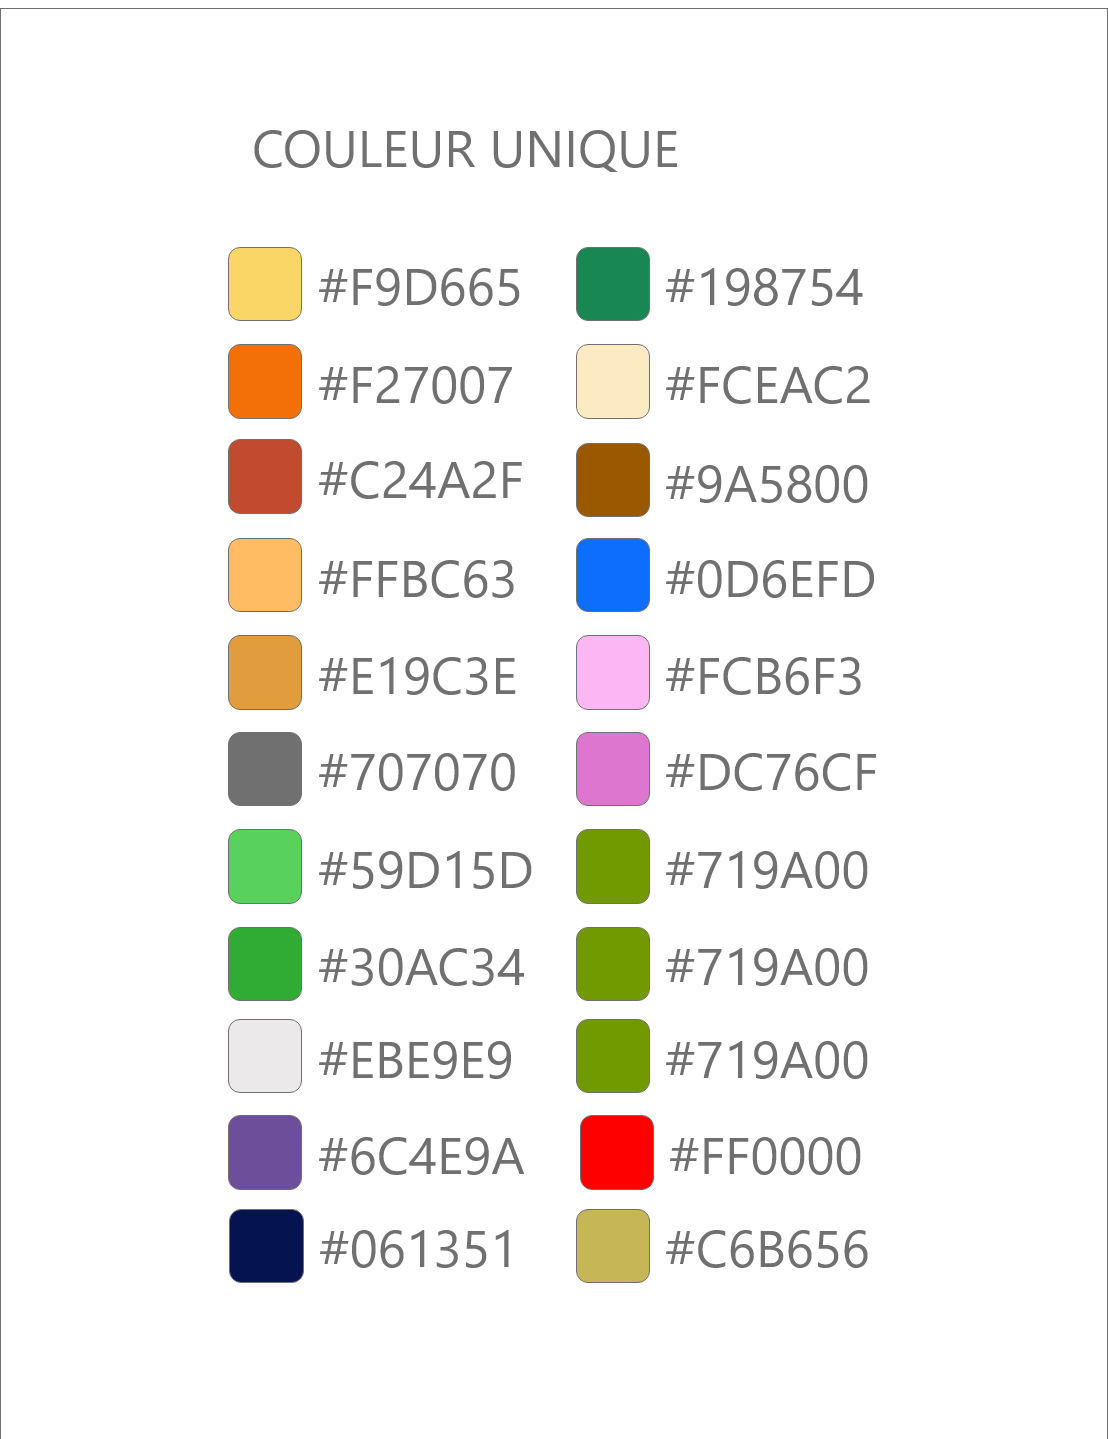 COULEUR UNIQUE
#F9D665 #198754
#F27007 #FCEAC2
#C24A2F #9A5800
#FFBC63 #0D6EFD
#E19C3E #FCB6F3
#707070 #DC76CF
#59D15D #719A00
#30AC34 #719A00
#EBE9E9 #719A00
#6C4E9A #FF0000
#061351 #C6B656